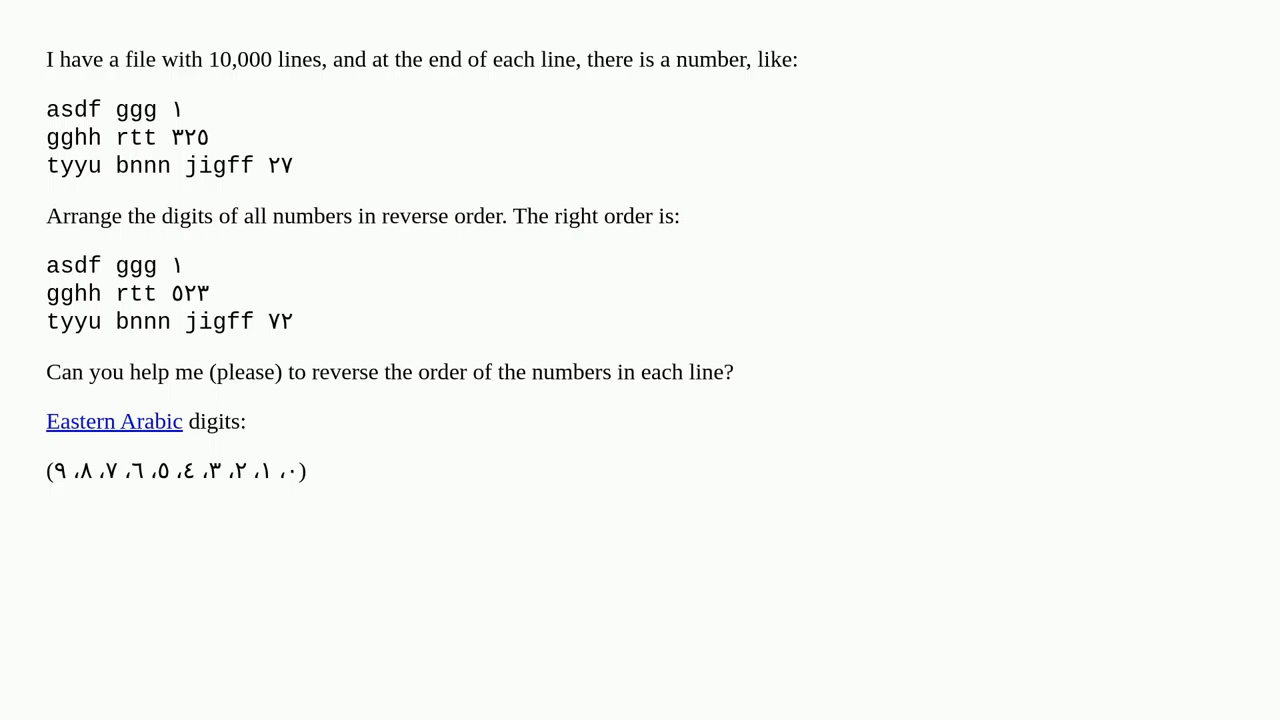 I have a file with 10,000 lines, and at the end of each line, there is a number, like:
asdf ggg ١
gghh rtt ٣٢٥
tyyu bnnn jigff ٢٧
Arrange the digits of all numbers in reverse order. The right order is:
asdf ggg ١
gghh rtt ٥٢٣
tyyu bnnn jigff ٧٢
Can you help me (please) to reverse the order of the numbers in each line?
Eastern Arabic digits:
(٠، ١، ٢، ٣، ٤، ٥، ٦، ٧، ٨، ٩)